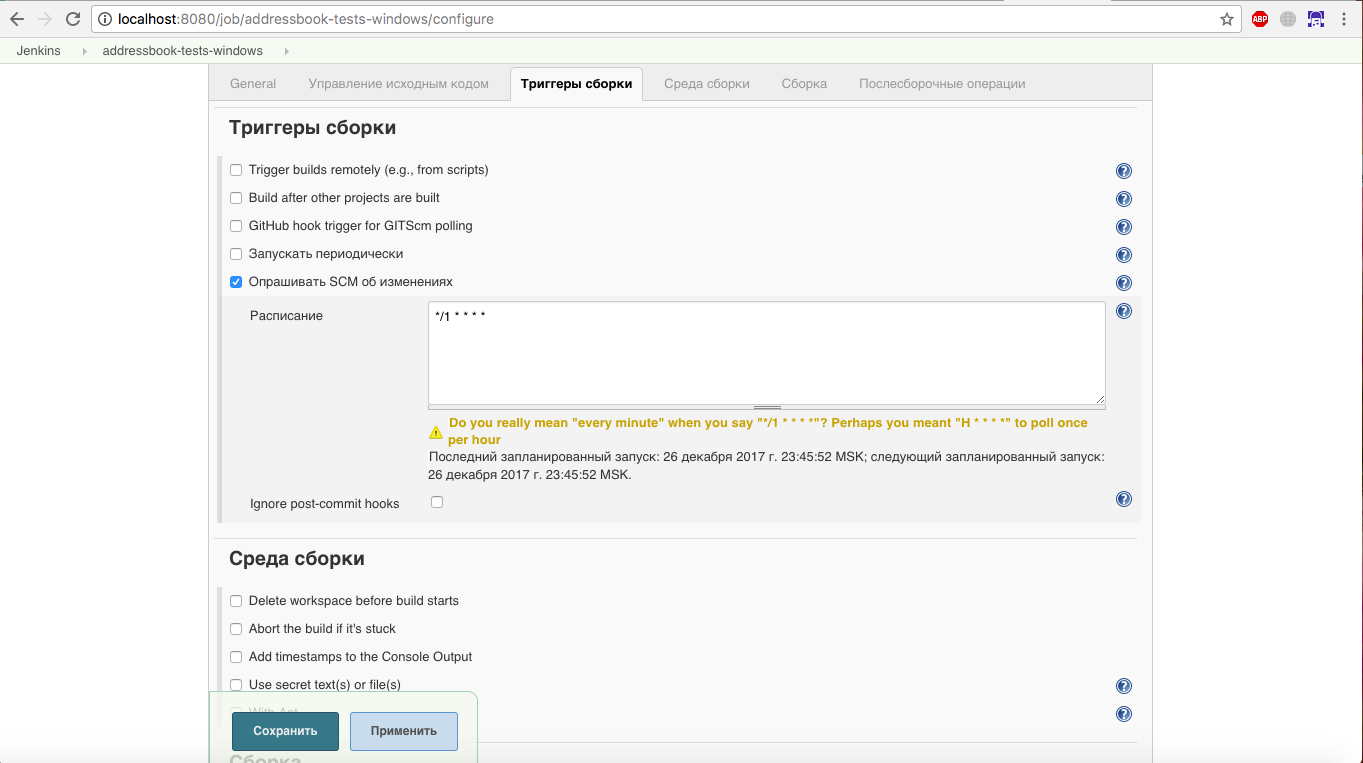 localhost:8080/job/addressbook-tests-windows/configure
ABP
Jenkins addressbook-tests-windows
General Управление исходным кодом Триггеры сборки Среда сборки Сборка Послесборочные операции
Триггеры сборки
Trigger builds remotely (e.g., from scripts)
Build after other projects are built
GitHub hook trigger for GITScm polling
Запускать периодически
Опрашивать SCM об изменениях
Расписание
*/1 * * * *
Do you really mean "every minute" when you say "*/1 * * * *"? Perhaps you meant "H * * * *" to poll once
per hour
Последний запланированный запуск: 26 декабря 2017 г. 23:45:52 MSK; следующий запланированный запуск:
26 декабря 2017 г. 23:45:52 MSK.
Ignore post-commit hooks
Среда сборки
Delete workspace before build starts
Abort the build if it's stuck
Add timestamps to the Console Output
Use secret text(s) or file(s)
With Ant
Сохранить Применить
Сборка